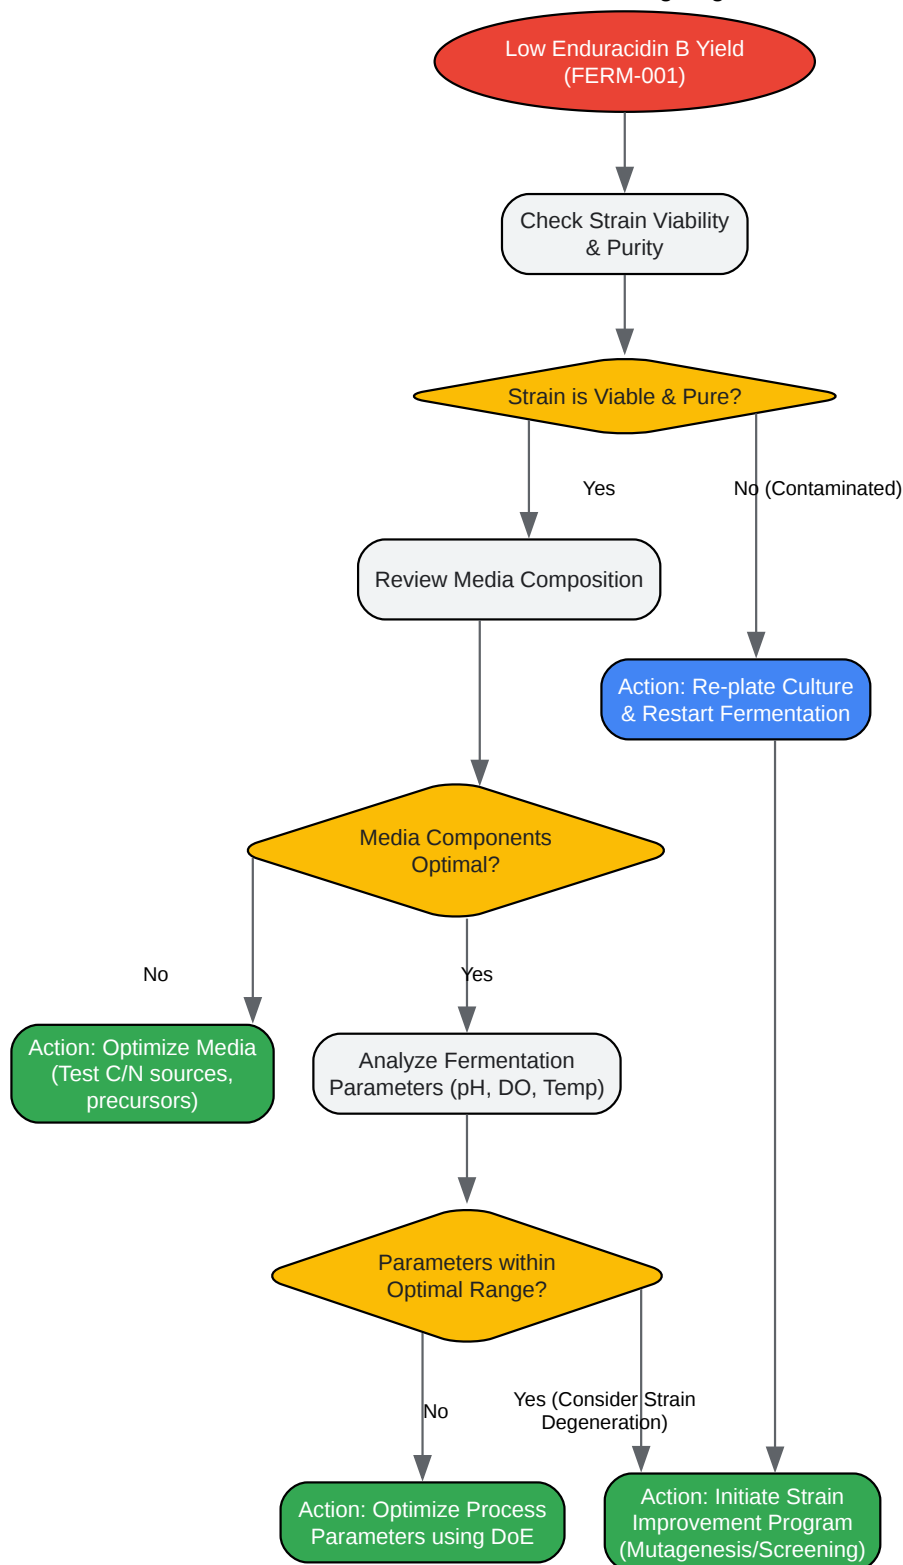 Low Enduracidin B Yield
(FERM-001)
Check Strain Viability
& Purity
Strain is Viable & Pure?
Yes
No (Contaminated)
Review Media Composition
Action: Re-plate Culture
& Restart Fermentation
Media Components
Optimal?
No
Yes
Action: Optimize Media
(Test C/N sources,
precursors)
Analyze Fermentation
Parameters (pH, DO, Temp)
Parameters within
Optimal Range?
No
Yes (Consider Strain
Degeneration)
Action: Optimize Process
Parameters using DoE
Action: Initiate Strain
Improvement Program
(Mutagenesis/Screening)